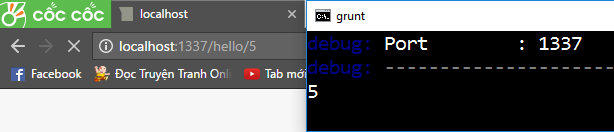 cốc cốc
localhost
localhost:1337/hello/5
Facebook
Đọc Truyện Tranh Onl
Tab mới
grunt
debug: Port : 1337
debug: -------------------
5